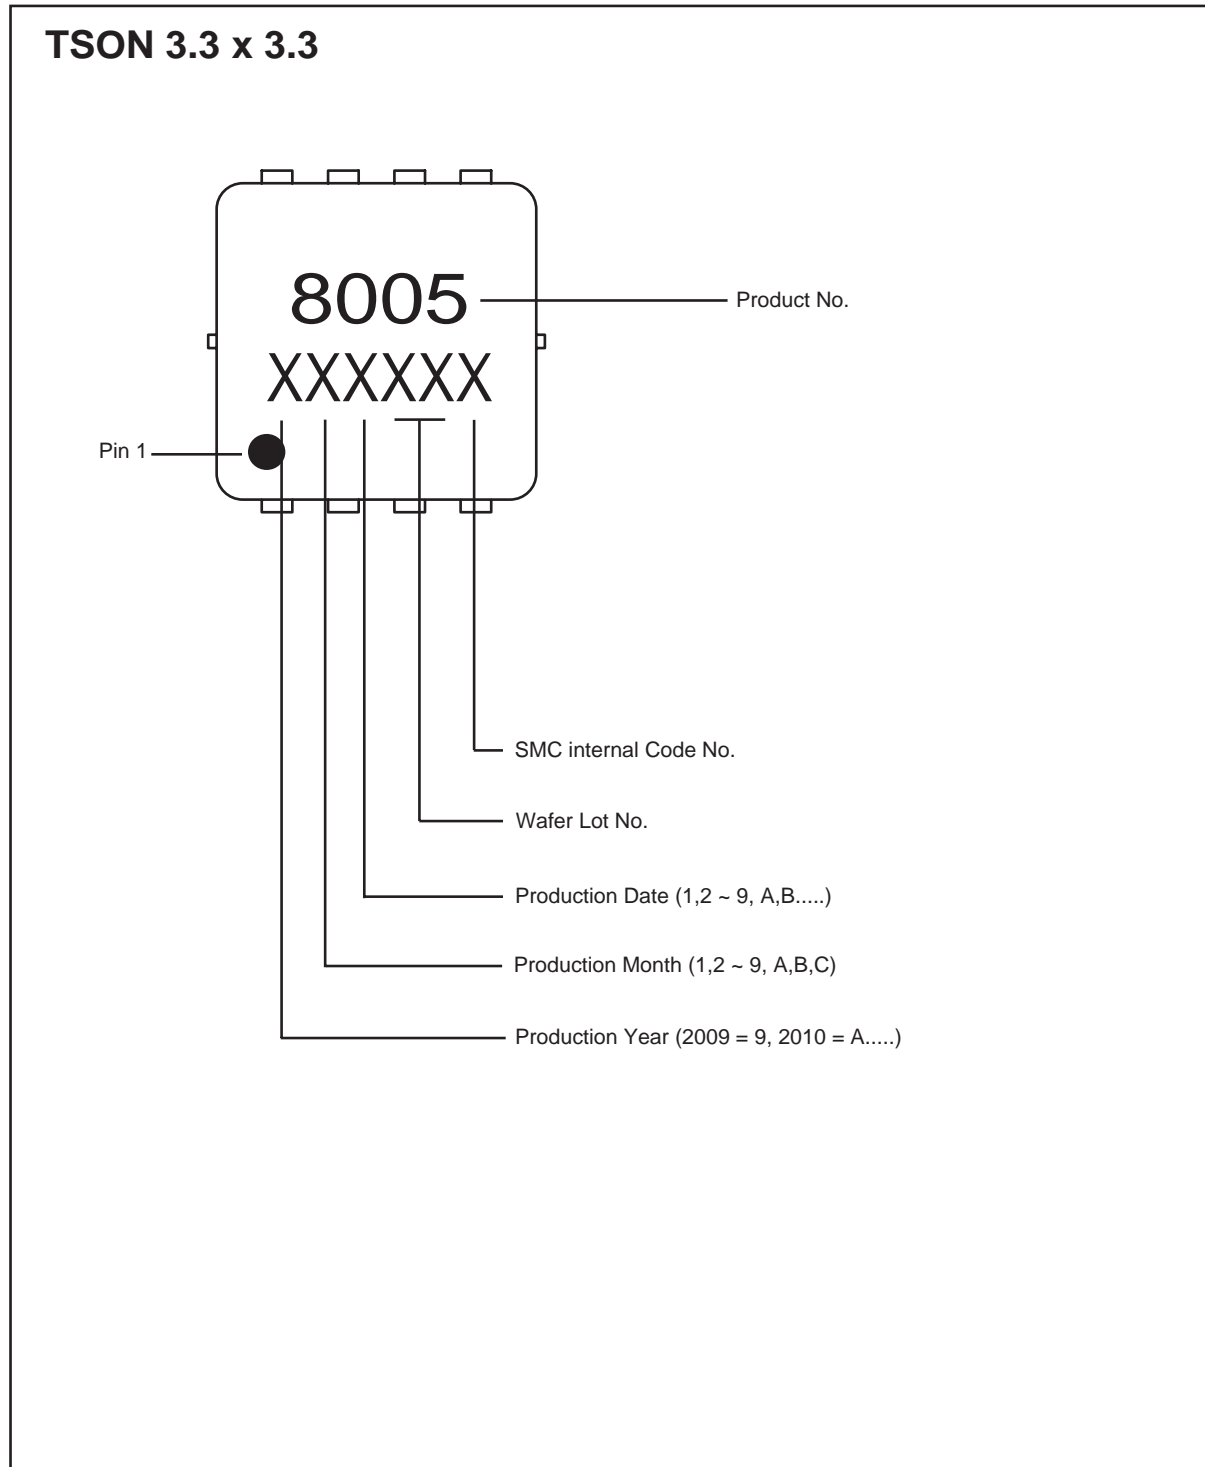 TSON 3.3 x 3.3
8005
Product No.
XXXXXX
Pin 1
SMC internal Code No.
Wafer Lot No.
Production Date (1,2 ~ 9, A,B.....)
Production Month (1,2 ~ 9, A,B,C)
Production Year (2009 = 9, 2010 = A.....)